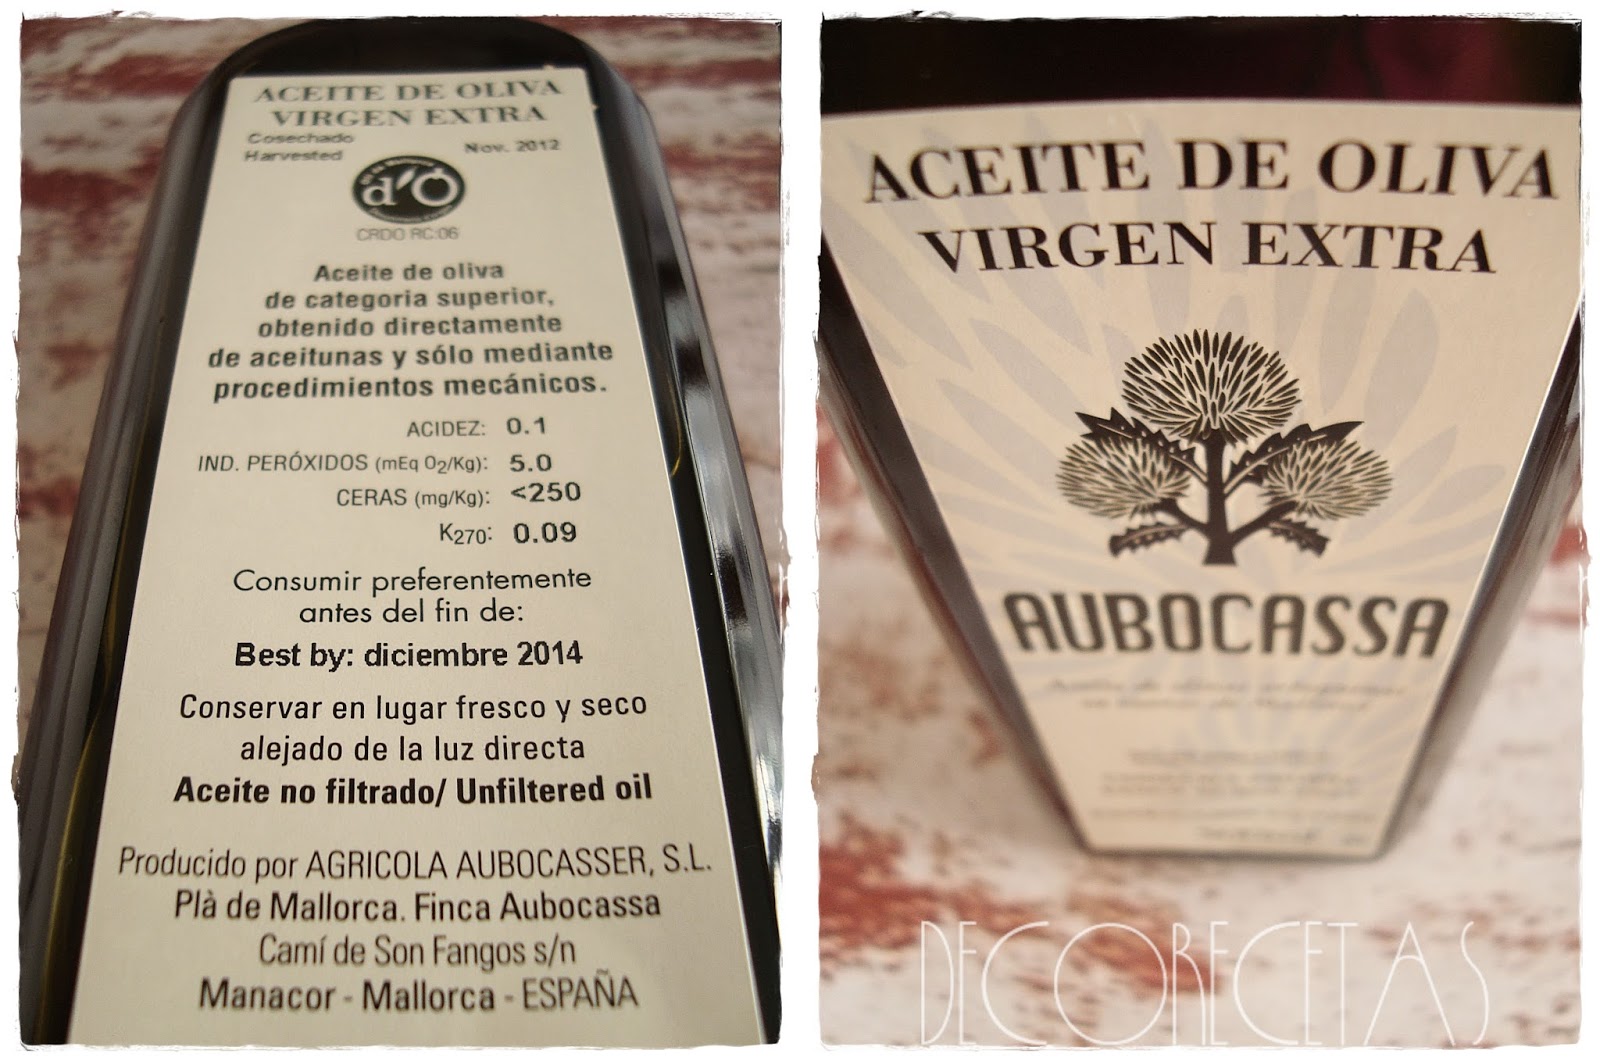 ACEITE DE OLIVA
VIRGEN EXTRA
Cosechado
Harvested Nov. 2012
d'O
CRDO RC:06
Aceite de oliva
de categoria superior,
obtenido directamente
de aceitunas y sólo mediante
procedimientos mecánicos.
ACIDEZ: 0.1
IND. PERÓXIDOS (mEq O2/Kg): 5.0
CERAS (mg/Kg): <250
K270: 0.09
Consumir preferentemente
antes del fin de:
Best by: diciembre 2014
Conservar en lugar fresco y seco
alejado de la luz directa
Aceite no filtrado/ Unfiltered oil
Producido por AGRICOLA AUBOCASSER, S.L.
Plà de Mallorca. Finca Aubocassa
Camí de Son Fangos s/n
Manacor - Mallorca - ESPAÑA
ACEITE DE OLIVA
VIRGEN EXTRA
AUBOCASSA
DECORECETAS